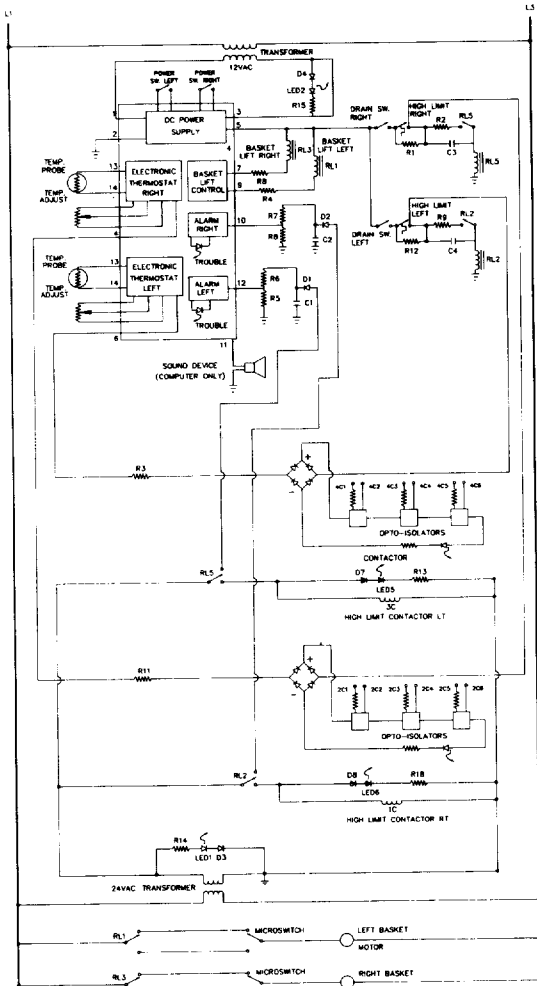 L1
L3
TRANSFORMER
12VAC
POWER SW. LEFT
POWER SW. RIGHT
D4
LED2
R15
1
3
DC POWER SUPPLY
2
5
4
DRAIN SW. RIGHT
HIGH LIMIT RIGHT
R2
RL5
R1
C3
RL5
BASKET LIFT RIGHT
RL3
BASKET LIFT LEFT
RL1
TEMP. PROBE
13
14
TEMP. ADJUST
ELECTRONIC THERMOSTAT RIGHT
BASKET LIFT CONTROL
7
R8
9
R4
4
ALARM RIGHT
10
R7
R8
D2
C2
TROUBLE
DRAIN SW. LEFT
HIGH LIMIT LEFT
R9
RL2
R12
C4
RL2
TEMP. PROBE
13
14
TEMP. ADJUST
ELECTRONIC THERMOSTAT LEFT
ALARM LEFT
12
R6
R5
D1
C1
TROUBLE
6
11
SOUND DEVICE
(COMPUTER ONLY)
R3
+
-
4C1
4C2
4C3
4C4
4C5
4C6
OPTO-ISOLATORS
CONTACTOR
RL5
D7
LED5
R13
3C
HIGH LIMIT CONTACTOR LT
R11
+
-
2C1
2C2
2C3
2C4
2C5
2C6
OPTO-ISOLATORS
RL2
D8
LED6
R18
1C
HIGH LIMIT CONTACTOR RT
R14
LED1 D3
24VAC TRANSFORMER
RL1
MICROSWITCH
LEFT BASKET
MOTOR
RL3
MICROSWITCH
RIGHT BASKET